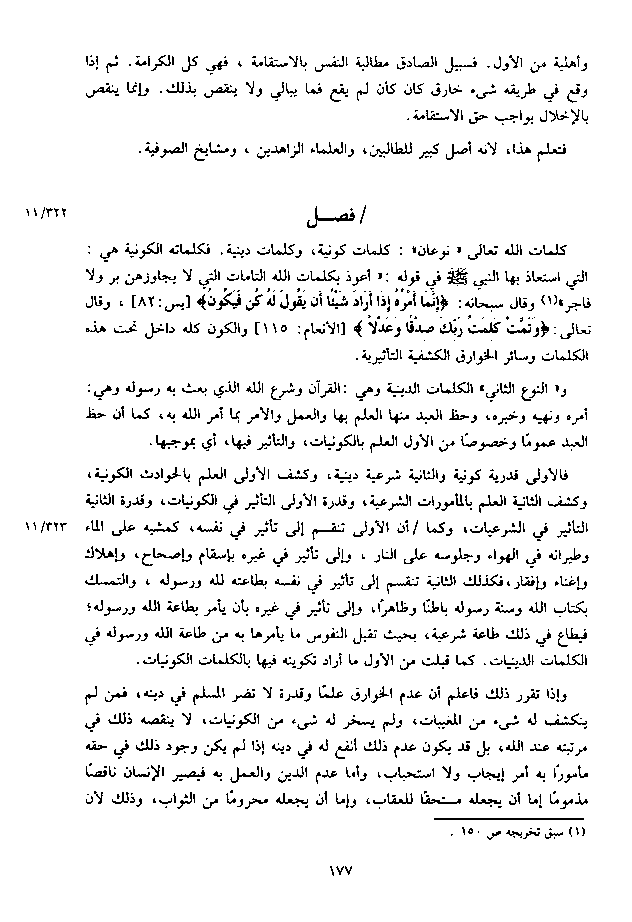 وأهلية من الأول. فسبيل الصادق مطالبة النفس بالاستقامة ، فهي كل الكرامة. ثم إذا
وقع في طريقه شىء خارق كان كأن لم يقع فما يبالي ولا ينقص بذلك. وإنما ينقص
بالإخلال بواجب حق الاستقامة.
فتعلم هذا، لأنه أصل كبير للطالبين، والعلماء الزاهدين ، ومشايخ الصوفية.
/ فصــل
١١/٣٢٢
كلمات الله تعالى « نوعان» : كلمات كونية، وكلمات دينية. فكلماته الكونية هي :
التي استعاذ بها النبي ﷺ في قوله :« أعوذ بكلمات الله التامات التي لا يجاوزهن بر ولا
فاجر»(١) وقال سبحانه: ﴿إِنَّمَا أَمْرُهُ إِذَا أَرَادَ شَيْئًا أَن يَقُولَ لَهُ كُن فَيَكُونُ﴾ [يس:٨٢] ، وقال
تعالى:﴿وَتَمَّتْ كَلِمَتُ رَبِّكَ صِدْقًا وَعَدْلًا ﴾ [الأنعام: ١١٥] والكون كله داخل تحت هذه
الكلمات وسائر الخوارق الكشفية التأثيرية.
و« النوع الثاني» الكلمات الدينية وهي :القرآن وشرع الله الذي بعث به رسوله وهي:
أمره ونهيه وخبره، وحظ العبد منها العلم بها والعمل والأمر بما أمر الله به، كما أن حظ
العبد عمومًا وخصوصًا من الأول العلم بالكونيات، والتأثير فيها، أي بموجبها.
فالأولى قدرية كونية والثانية شرعية دينية، وكشف الأولى العلم بالحوادث الكونية،
وكشف الثانية العلم بالمأمورات الشرعية، وقدرة الأولى التأثير في الكونيات، وقدرة الثانية
التأثير في الشرعيات، وكما / أن الأولى تنقسم إلى تأثير في نفسه، كمشيه على الماء
١١/٣٢٣
وطيرانه في الهواء وجلوسه على النار ، وإلى تأثير في غيره بإسقام وإصحاح، وإهلاك
وإغناء وإفقار،فكذلك الثانية تنقسم إلى تأثير في نفسه بطاعته لله ورسوله ، والتمسك
بكتاب الله وسنة رسوله باطنًا وظاهرًا، وإلى تأثير في غيره بأن يأمر بطاعة الله ورسوله؛
فيطاع في ذلك طاعة شرعية، بحيث تقبل النفوس ما يأمرها به من طاعة الله ورسوله في
الكلمات الدينيات. كما قبلت من الأول ما أراد تكوينه فيها بالكلمات الكونيات.
وإذا تقرر ذلك فاعلم أن عدم الخوارق علمًا وقدرة لا تضر المسلم في دينه، فمن لم
ينكشف له شىء من المغيبات، ولم يسخر له شىء من الكونيات، لا ينقصه ذلك في
مرتبته عند الله، بل قد يكون عدم ذلك أنفع له في دينه إذا لم يكن وجود ذلك في حقه
مأمورًا به أمر إيجاب ولا استحباب، وأما عدم الدين والعمل به فيصير الإنسان ناقصًا
مذمومًا إما أن يجعله مستحقًا للعقاب، وإما أن يجعله محرومًا من الثواب، وذلك لأن
(١) سبق تخريجه ص ١٥٠ .
١٧٧